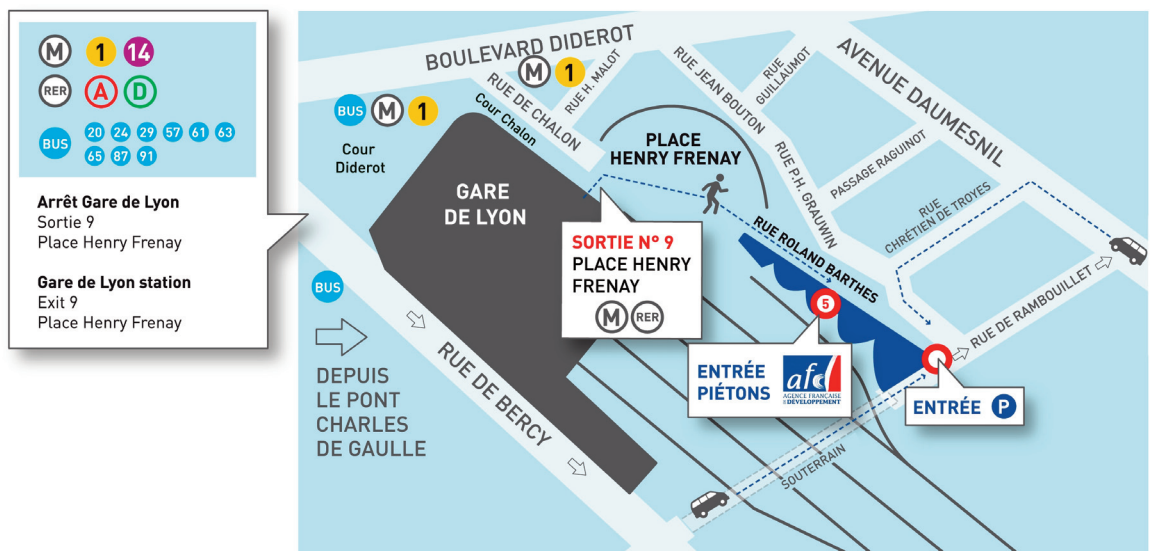 M 1 14
RER A D
BUS 20 24 29 57 61 63
65 87 91
Arrêt Gare de Lyon
Sortie 9
Place Henry Frenay
Gare de Lyon station
Exit 9
Place Henry Frenay
BOULEVARD DIDEROT
M 1
BUS M 1
Cour
Diderot
Cour Chalon
RUE DE CHALON
RUE H. MALOT
RUE JEAN BOUTON
RUE
GUILLAUMOT
AVENUE DAUMESNIL
PLACE
HENRY FRENAY
RUE P.H. GRAUWIN
PASSAGE RAGUINOT
RUE
CHRÉTIEN DE TROYES
GARE
DE LYON
SORTIE N° 9
PLACE HENRY
FRENAY
M RER
RUE ROLAND BARTHES
5
RUE DE RAMBOUILLET
ENTRÉE
PIÉTONS
afd
AGENCE FRANÇAISE
DE DÉVELOPPEMENT
ENTRÉE P
BUS
DEPUIS
LE PONT
CHARLES
DE GAULLE
RUE DE BERCY
SOUTERRAIN